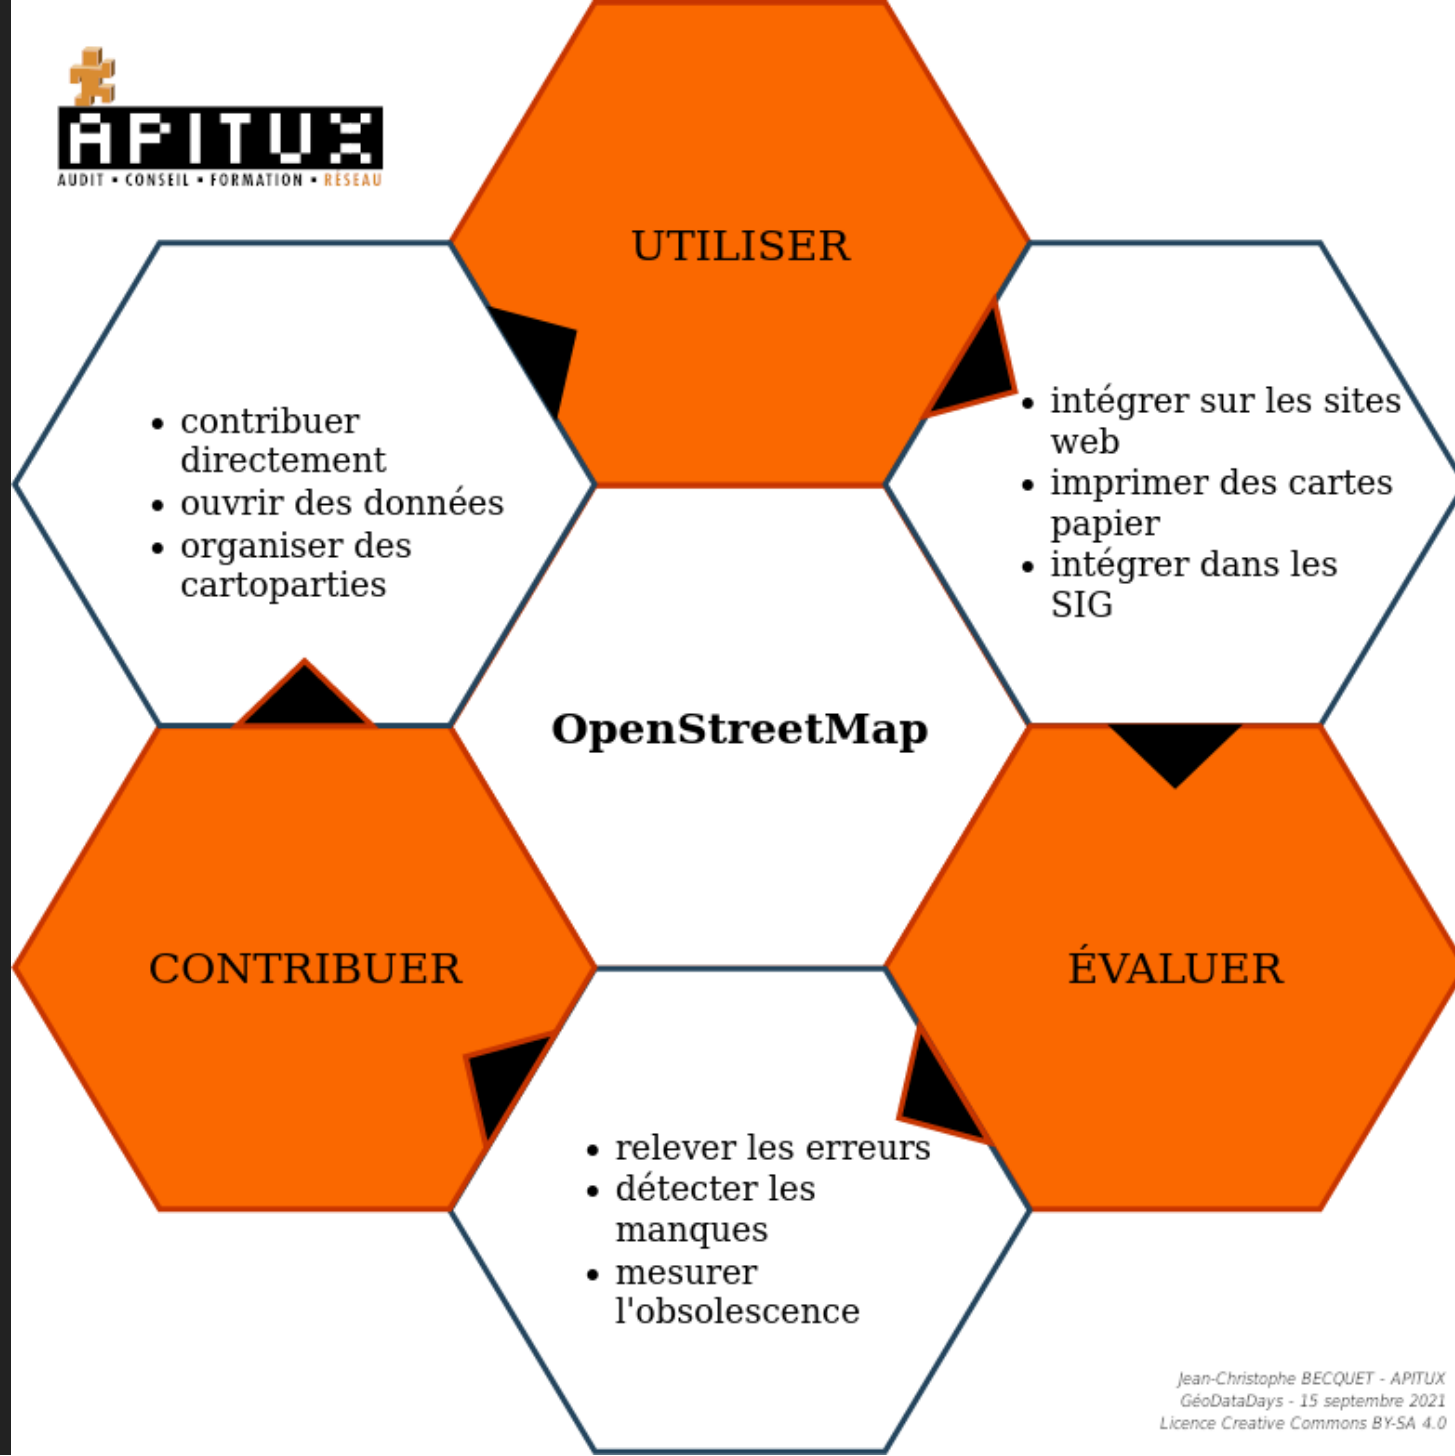 APITUX
AUDIT ▪ CONSEIL ▪ FORMATION ▪ RÉSEAU
UTILISER
• contribuer
directement
• ouvrir des données
• organiser des
cartoparties
• intégrer sur les sites
web
• imprimer des cartes
papier
• intégrer dans les
SIG
OpenStreetMap
CONTRIBUER
ÉVALUER
• relever les erreurs
• détecter les
manques
• mesurer
l'obsolescence
Jean-Christophe BECQUET - APITUX
GéoDataDays - 15 septembre 2021
Licence Creative Commons BY-SA 4.0